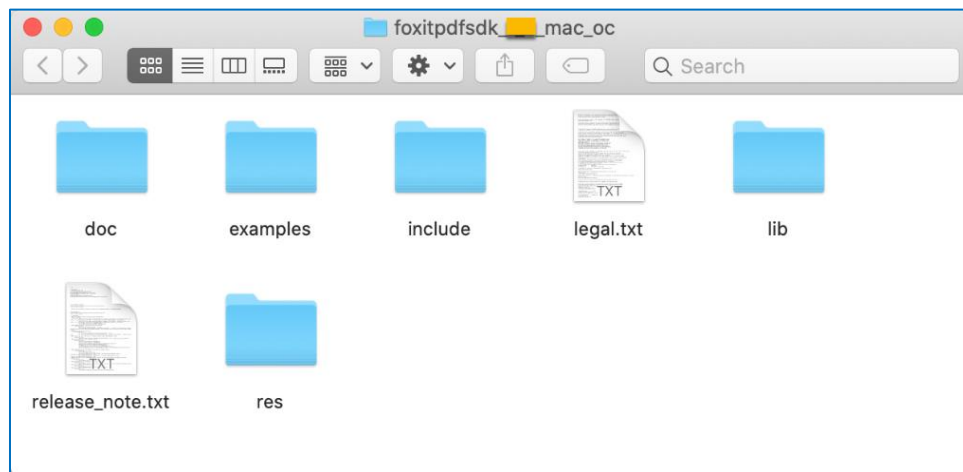 foxitpdfsdk_ _mac_oc
Search
TXT
doc examples include legal.txt lib
TXT
release_note.txt res